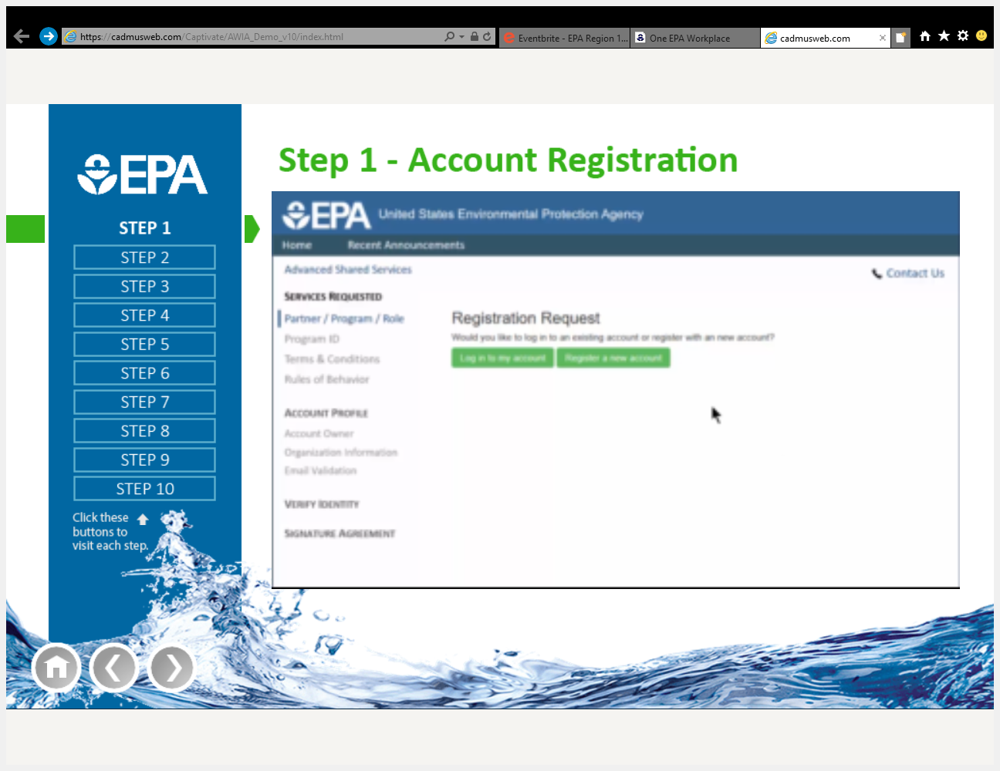 https://cadmusweb.com/Captivate/AWIA_Demo_v10/index.html
Eventbrite - EPA Region 1...
One EPA Workplace
cadmusweb.com
EPA
STEP 1
STEP 2
STEP 3
STEP 4
STEP 5
STEP 6
STEP 7
STEP 8
STEP 9
STEP 10
Click these
buttons to
visit each step.
Step 1 - Account Registration
EPA United States Environmental Protection Agency
Home Recent Announcements
Advanced Shared Services
Contact Us
SERVICES REQUESTED
Partner / Program / Role
Program ID
Terms & Conditions
Rules of Behavior
ACCOUNT PROFILE
Account Owner
Organization Information
Email Validation
VERIFY IDENTITY
SIGNATURE AGREEMENT
Registration Request
Would you like to log in to an existing account or register with an new account?
Log in to my account Register a new account